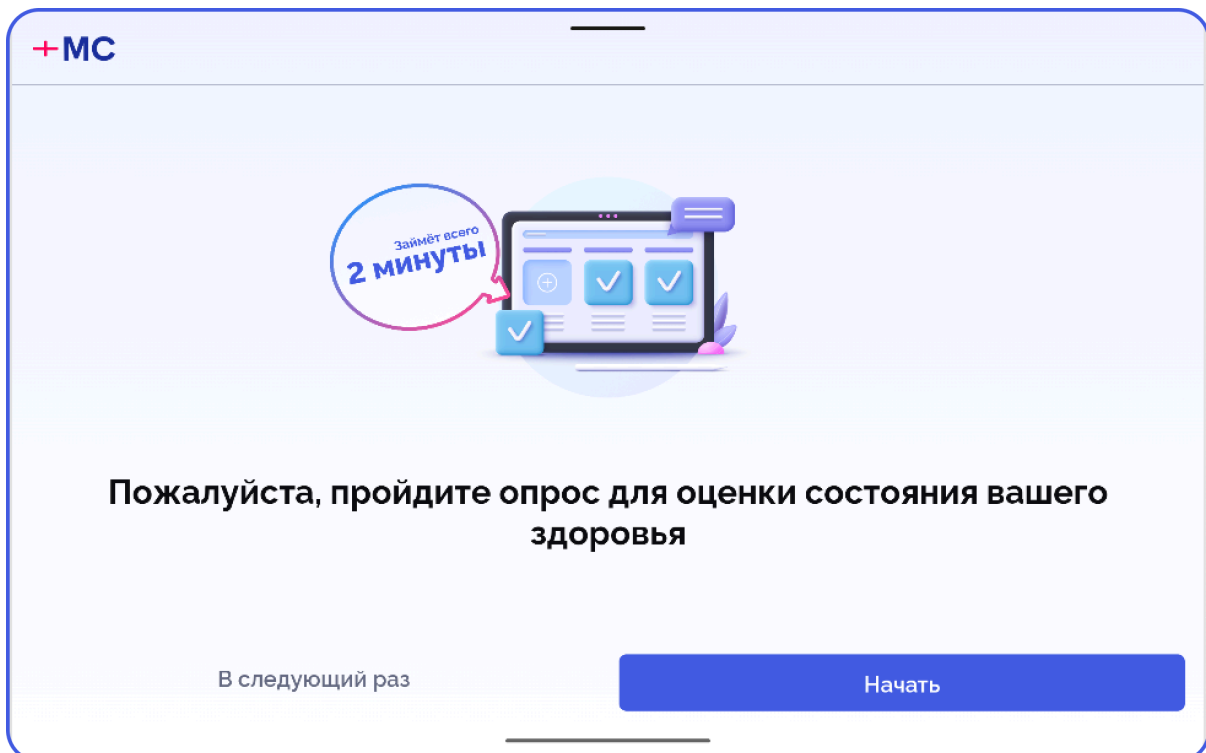 +МС
Займёт всего
2 минуты
Пожалуйста, пройдите опрос для оценки состояния вашего
здоровья
В следующий раз
Начать